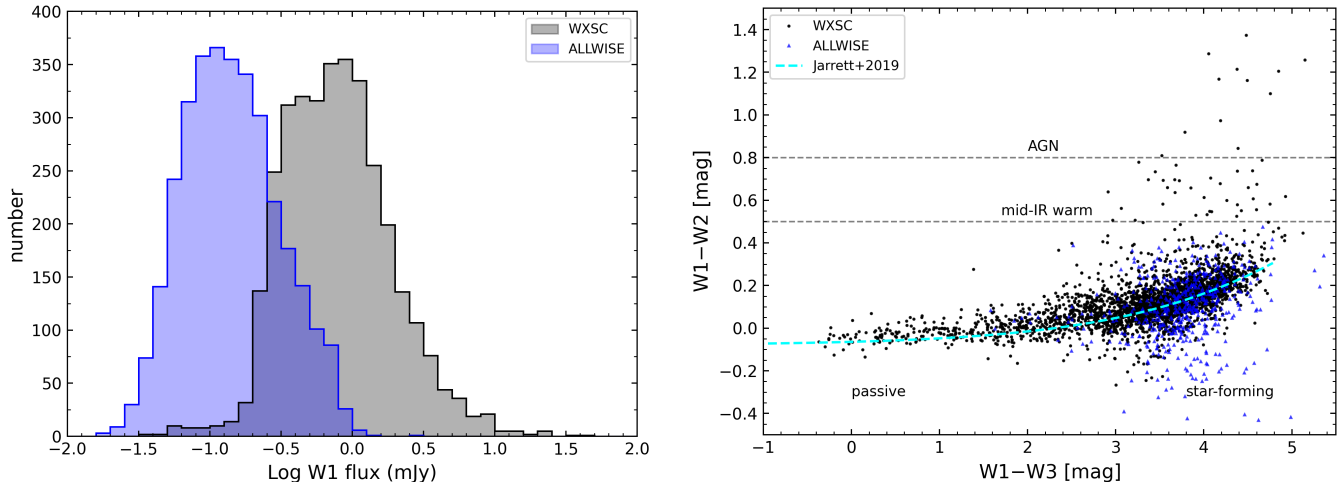 400
350
300
250
200
150
100
50
0
number
−2.0 −1.5 −1.0 −0.5 0.0 0.5 1.0 1.5 2.0
Log W1 flux (mJy)
WXSC
ALLWISE
1.4
1.2
1.0
0.8
0.6
0.4
0.2
0.0
−0.2
−0.4
W1−W2 [mag]
WXSC
ALLWISE
Jarrett+2019
AGN
mid-IR warm
passive star-forming
−1 0 1 2 3 4 5
W1−W3 [mag]